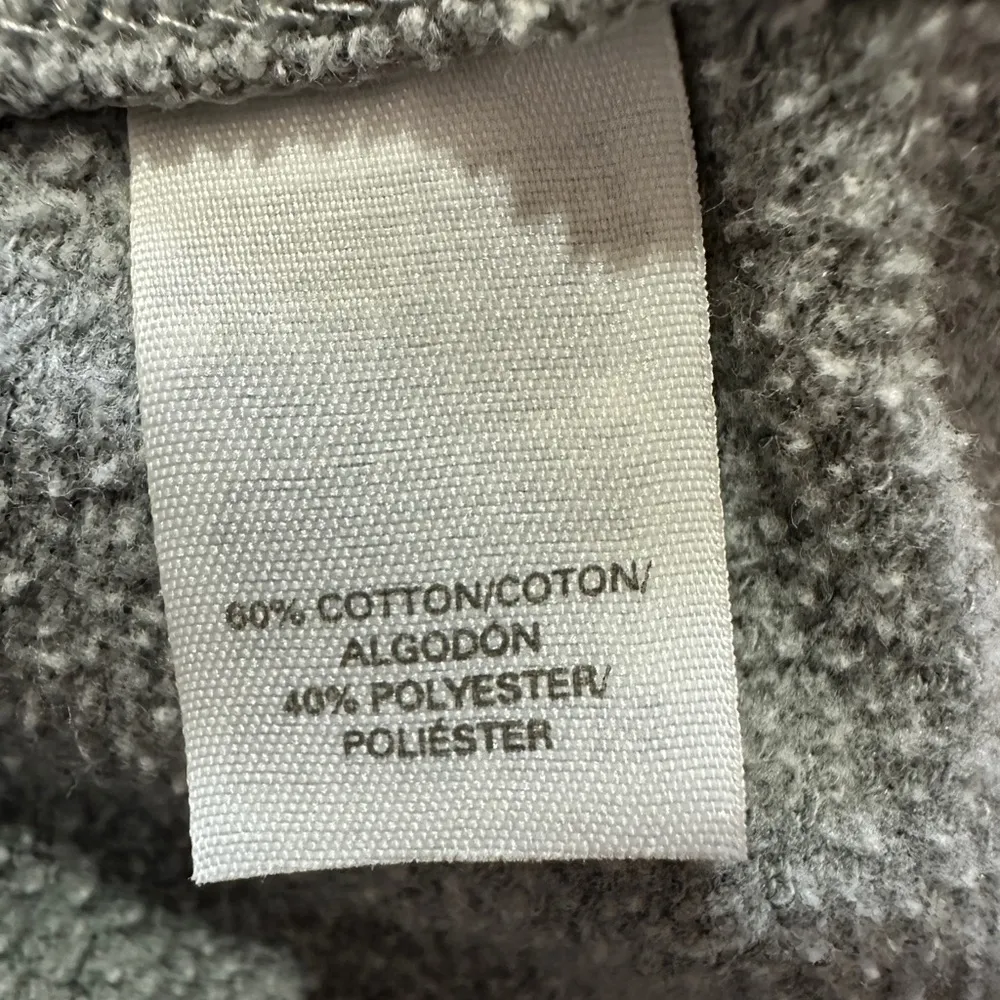 60% COTTON/COTON/
ALGODÓN
40% POLYESTER/
POLIÉSTER